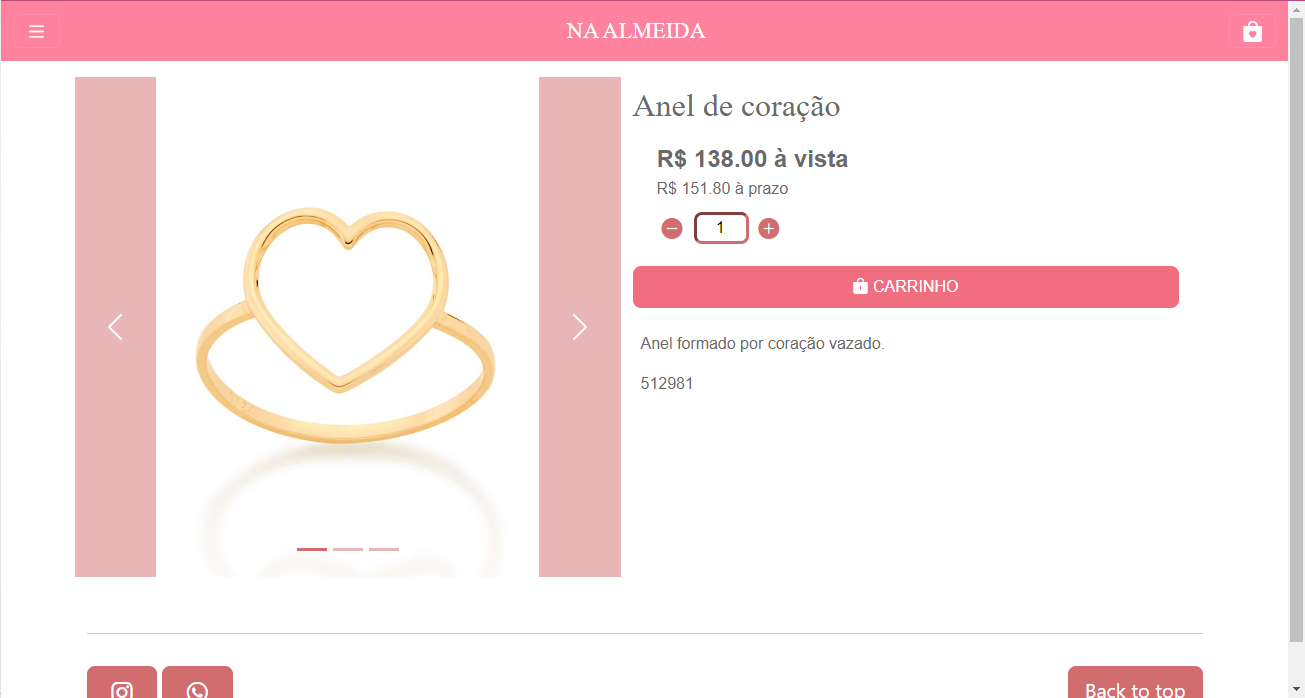 NA ALMEIDA
Anel de coração
R$ 138.00 à vista
R$ 151.80 à prazo
1
CARRINHO
Anel formado por coração vazado.
512981
Back to top